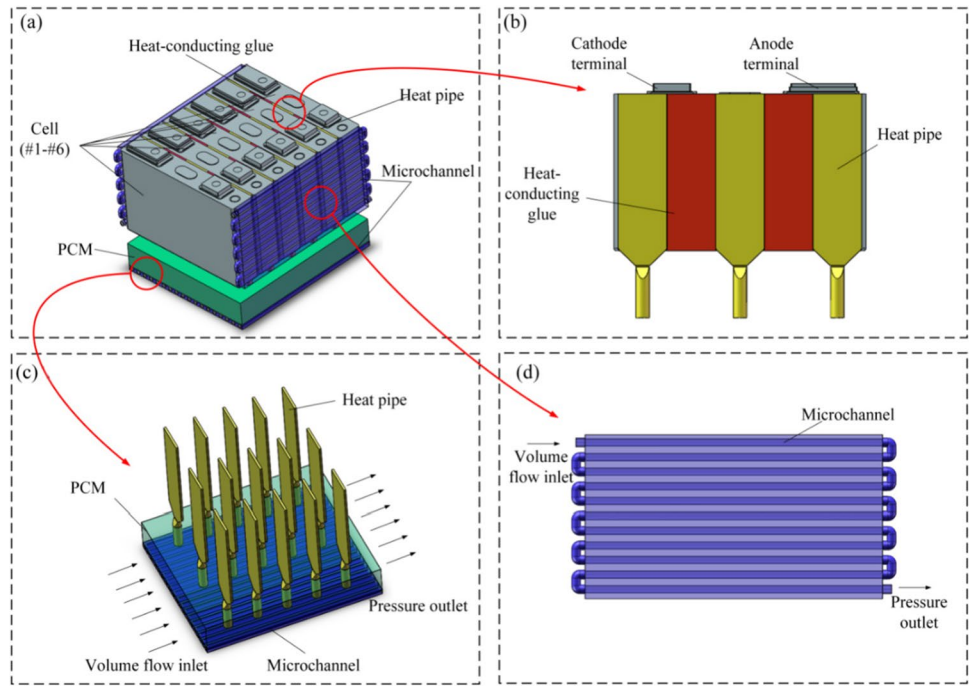 (a)
Heat-conducting glue
Heat pipe
Cell
(#1-#6)
Microchannel
PCM
(b)
Cathode
terminal
Anode
terminal
Heat pipe
Heat-
conducting
glue
(c)
Heat pipe
PCM
Pressure outlet
Volume flow inlet
Microchannel
(d)
Microchannel
Volume
flow inlet
Pressure
outlet